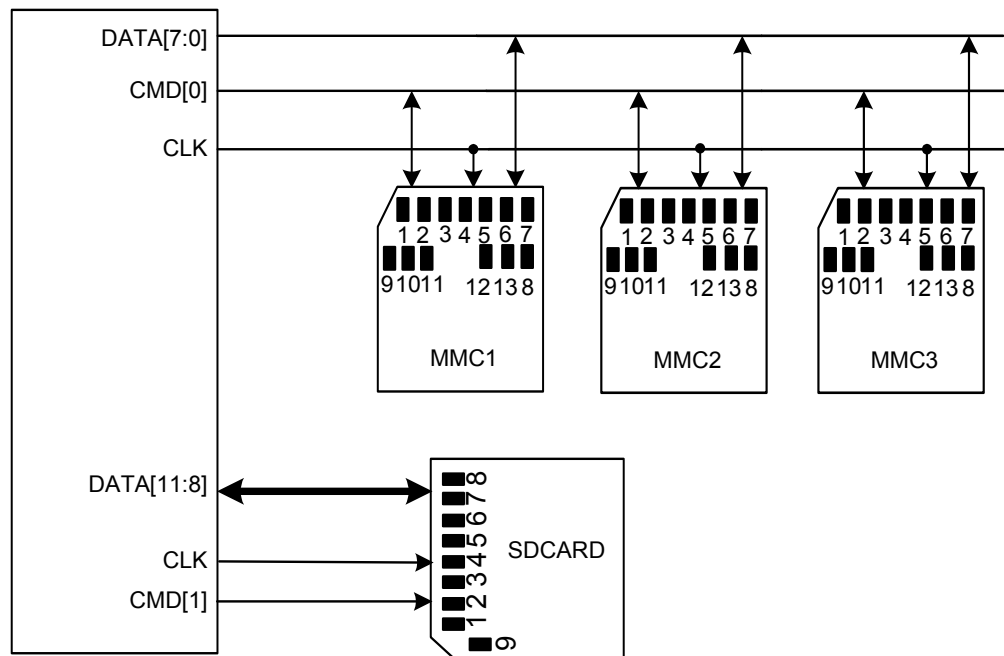 DATA[7:0]
CMD[0]
CLK
1 2 3 4 5 6 7
9 10 11 12 13 8
MMC1
1 2 3 4 5 6 7
9 10 11 12 13 8
MMC2
1 2 3 4 5 6 7
9 10 11 12 13 8
MMC3
DATA[11:8]
CLK
CMD[1]
8
7
6
5
4
3
2
1
9
SDCARD